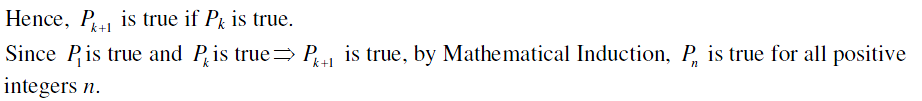 Hence, $P_{k+1}$ is true if $P_k$ is true.
Since $P_1$ is true and $P_k$ is true $\Rightarrow$ $P_{k+1}$ is true, by Mathematical Induction, $P_n$ is true for all positive
integers $n$.